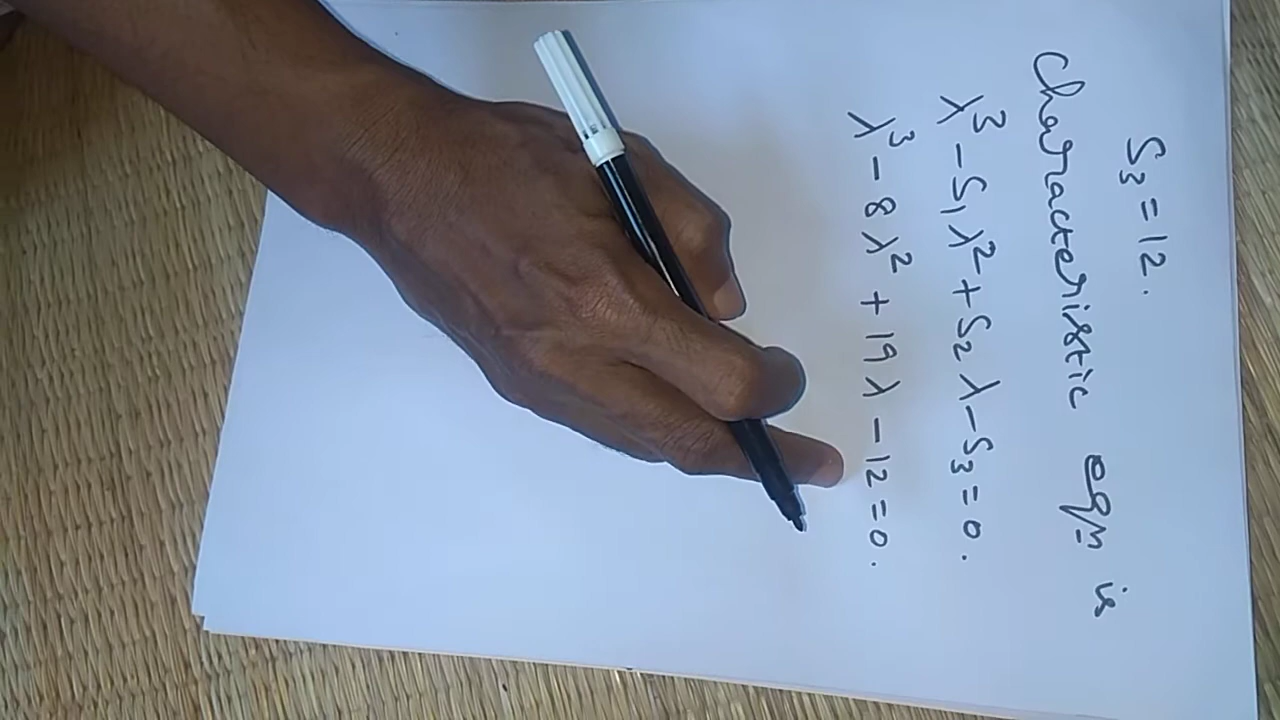 S₃ = 12.
Characteristic eqn is
λ³ - S₁λ² + S₂λ - S₃ = 0.
λ³ - 8λ² + 19λ - 12 = 0.